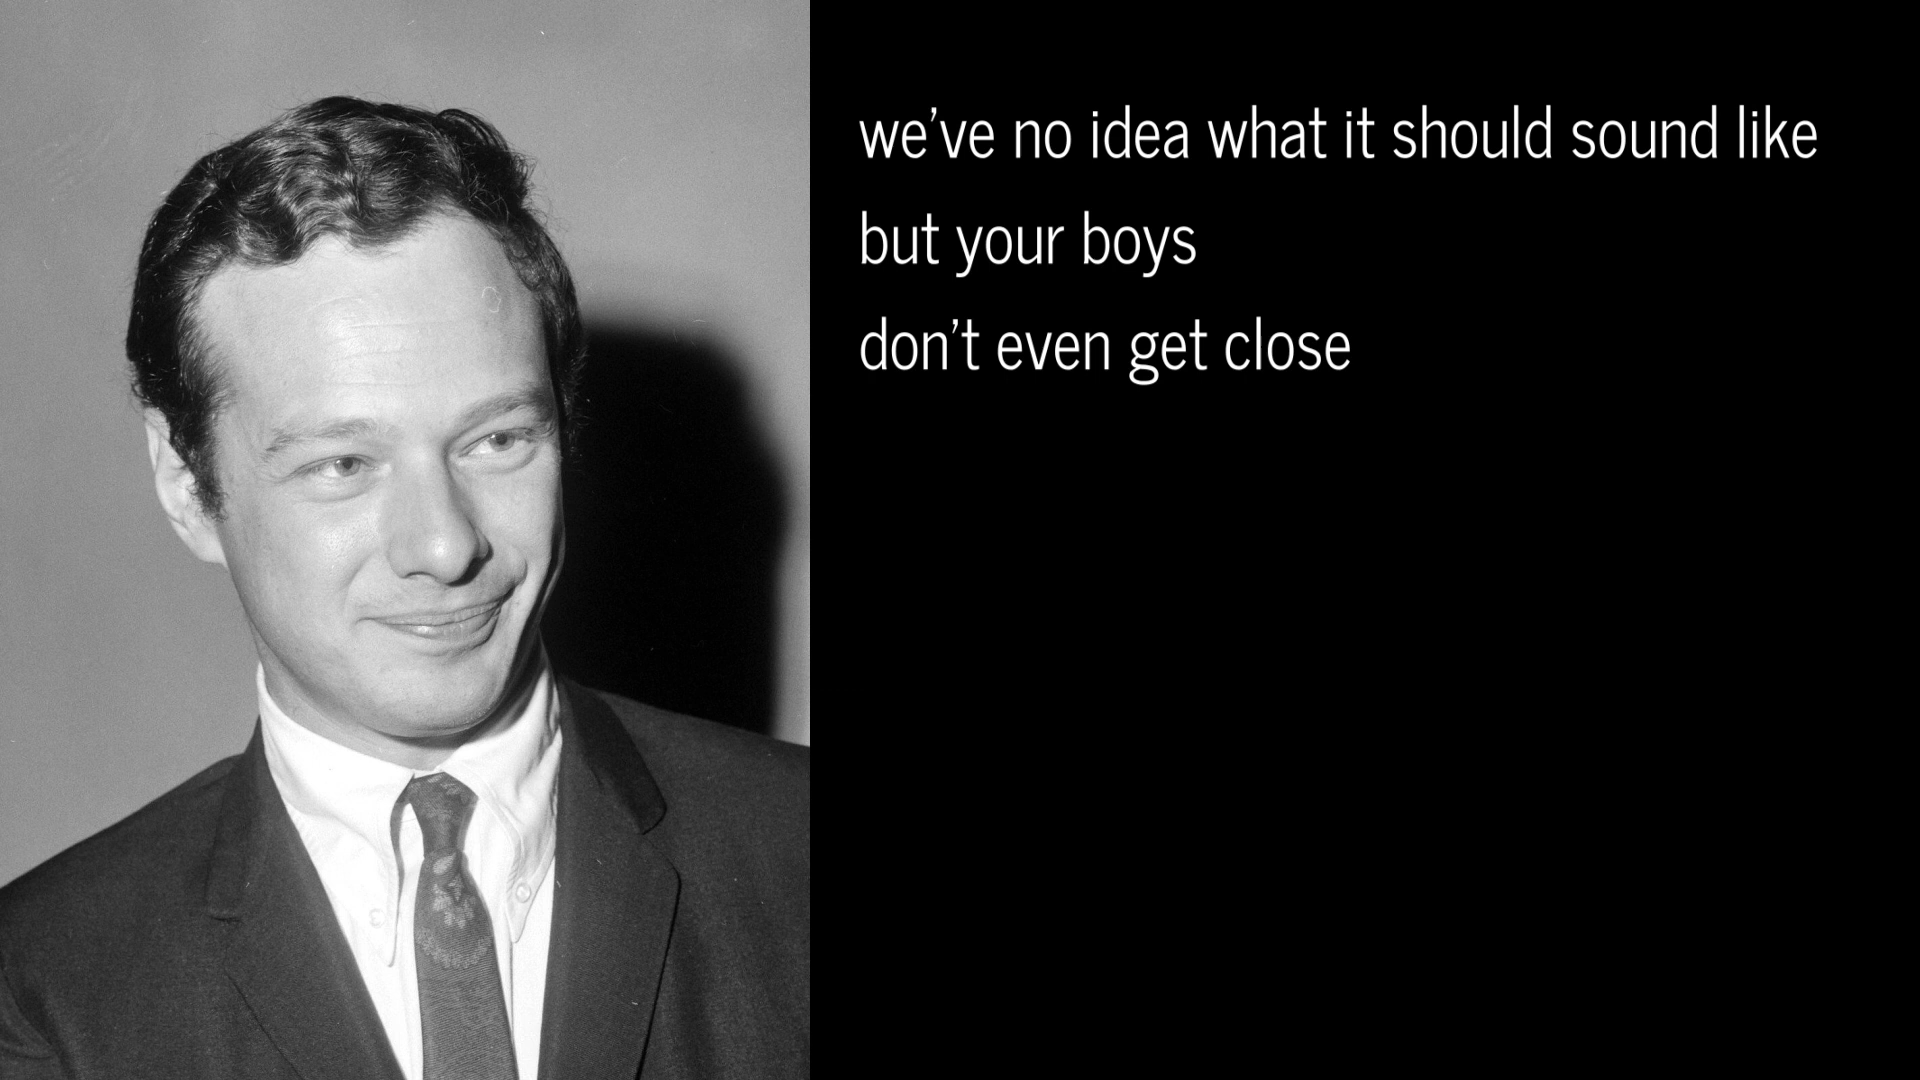 we’ve no idea what it should sound like
but your boys
don’t even get close